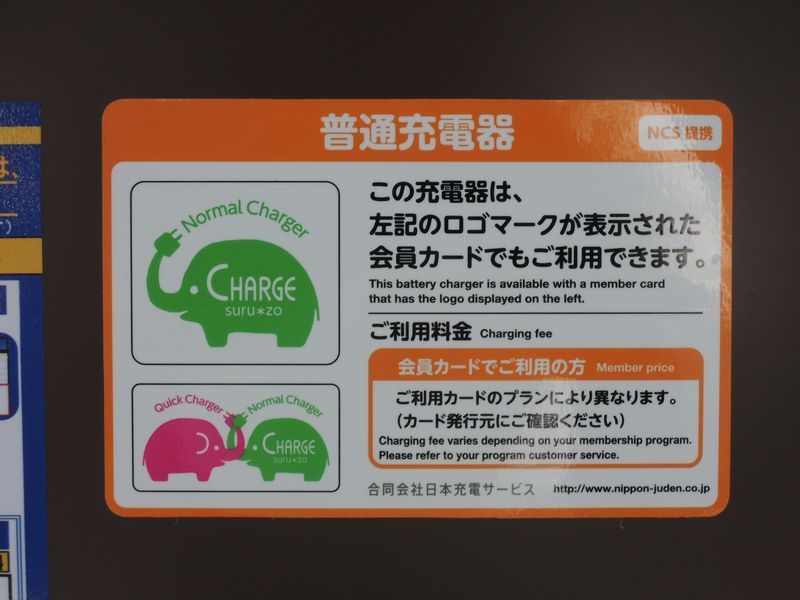 普通充電器
NCS 提携
Normal Charger
CHARGE
suru*zo
Quick Charger
Normal Charger
CHARGE
suru*zo
この充電器は、
左記のロゴマークが表示された
会員カードでもご利用できます。
This battery charger is available with a member card
that has the logo displayed on the left.
ご利用料金 Charging fee
会員カードでご利用の方 Member price
ご利用カードのプランにより異なります。
（カード発行元にご確認ください）
Charging fee varies depending on your membership program.
Please refer to your program customer service.
合同会社日本充電サービス http://www.nippon-juden.co.jp
は、